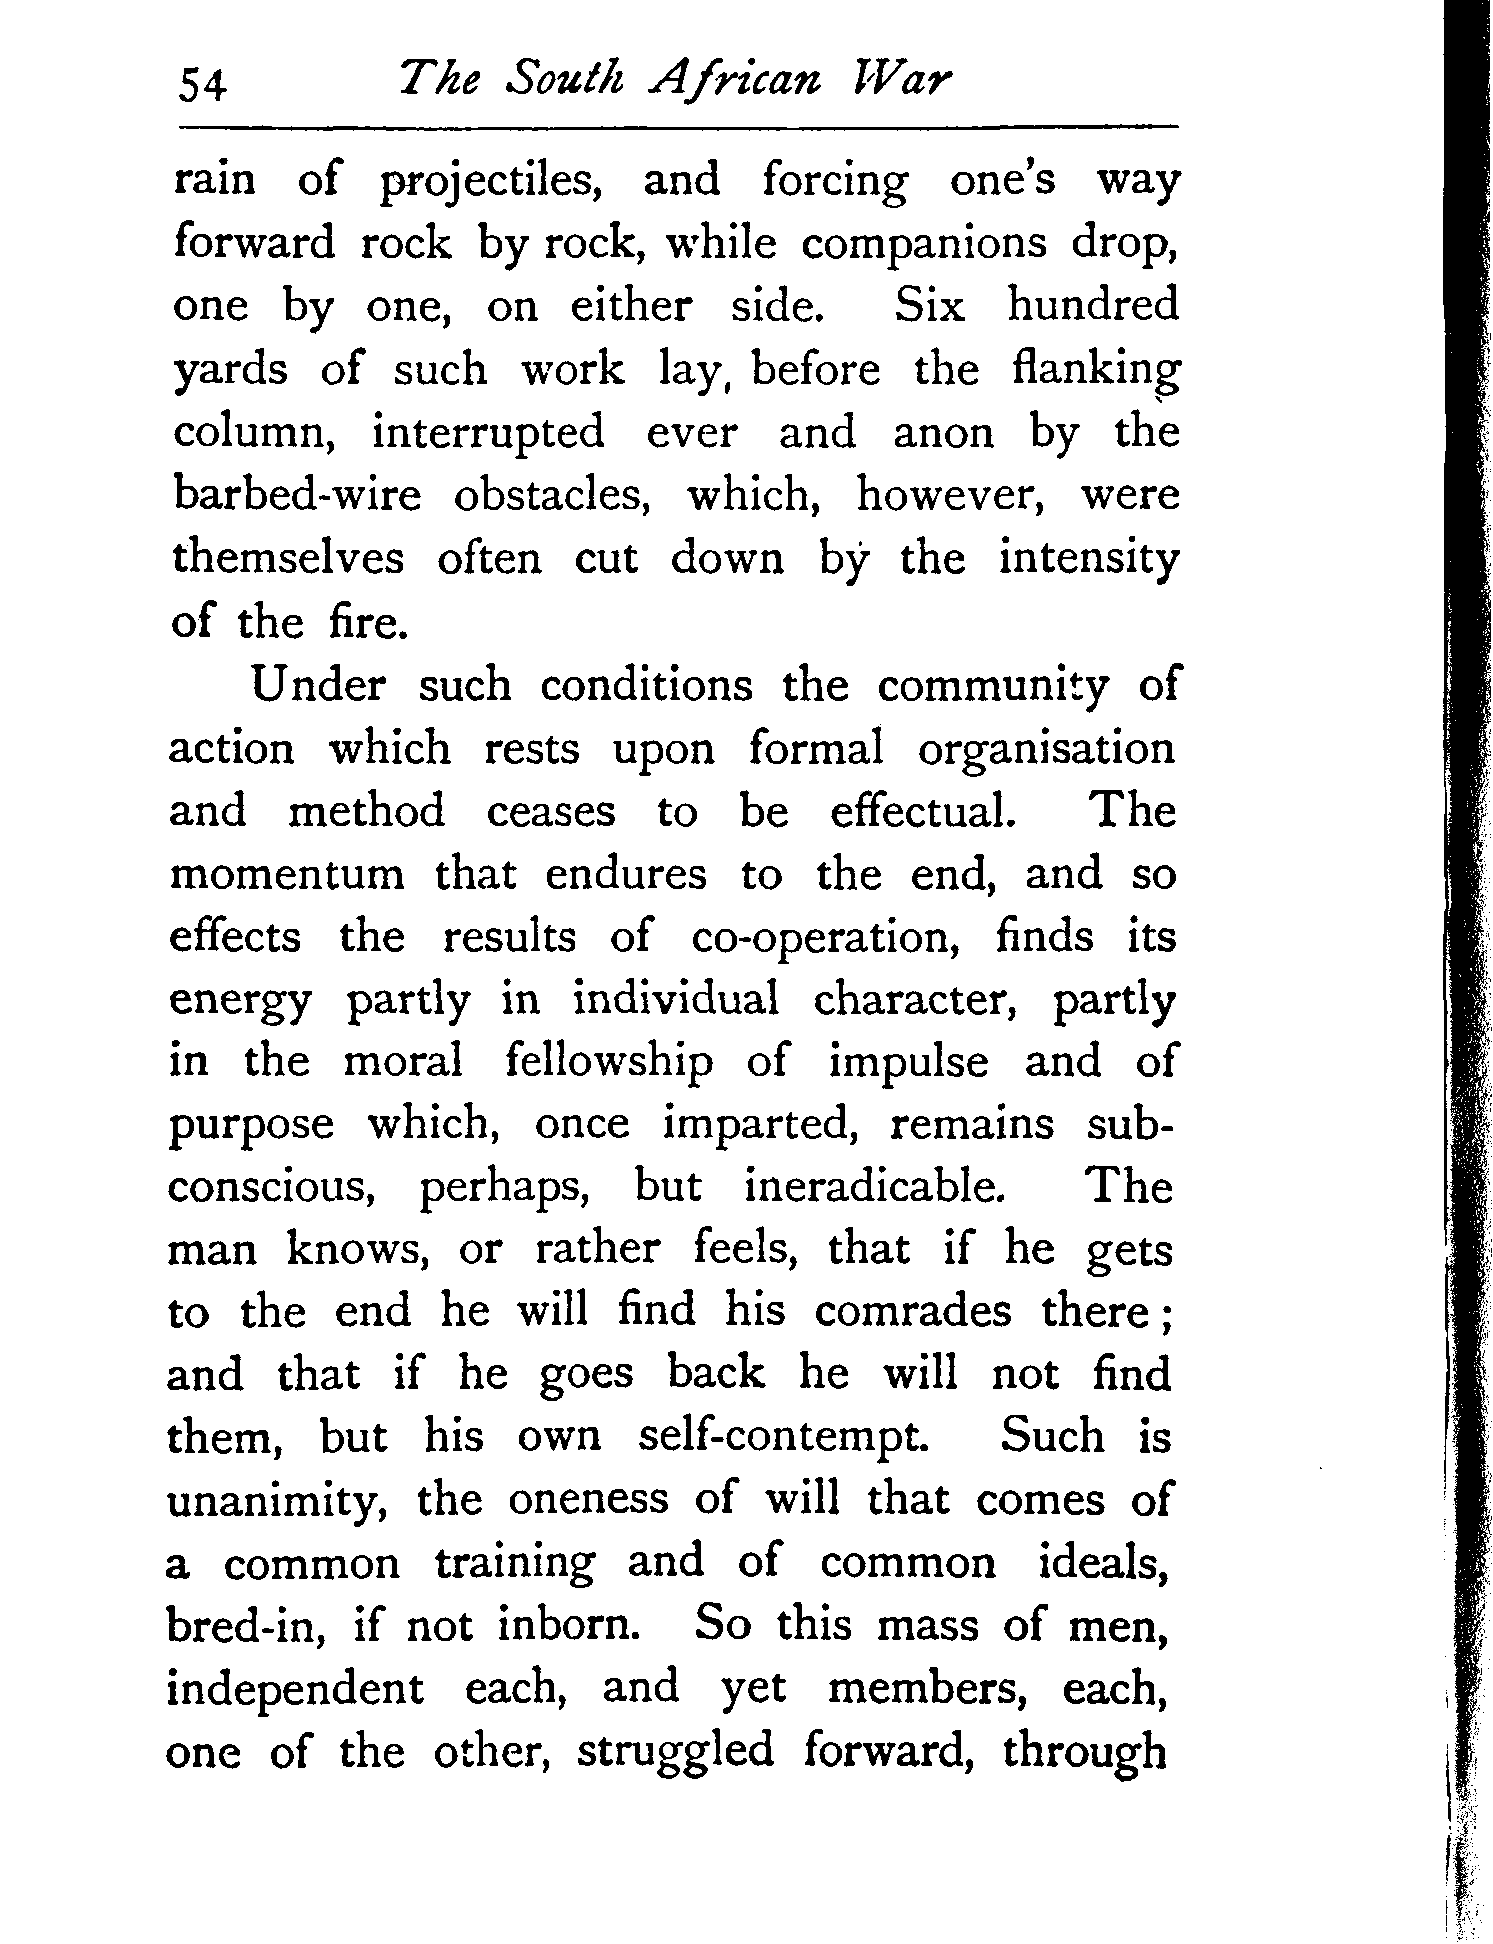 54 The South African War
rain of projectiles, and forcing one's way
forward rock by rock, while companions drop,
one by one, on either side. Six hundred
yards of such work lay, before the flanking
column, interrupted ever and anon by the
barbed-wire obstacles, which, however, were
themselves often cut down by the intensity
of the fire.
Under such conditions the community of
action which rests upon formal organisation
and method ceases to be effectual. The
momentum that endures to the end, and so
effects the results of co-operation, finds its
energy partly in individual character, partly
in the moral fellowship of impulse and of
purpose which, once imparted, remains sub-
conscious, perhaps, but ineradicable. The
man knows, or rather feels, that if he gets
to the end he will find his comrades there ;
and that if he goes back he will not find
them, but his own self-contempt. Such is
unanimity, the oneness of will that comes of
a common training and of common ideals,
bred-in, if not inborn. So this mass of men,
independent each, and yet members, each,
one of the other, struggled forward, through